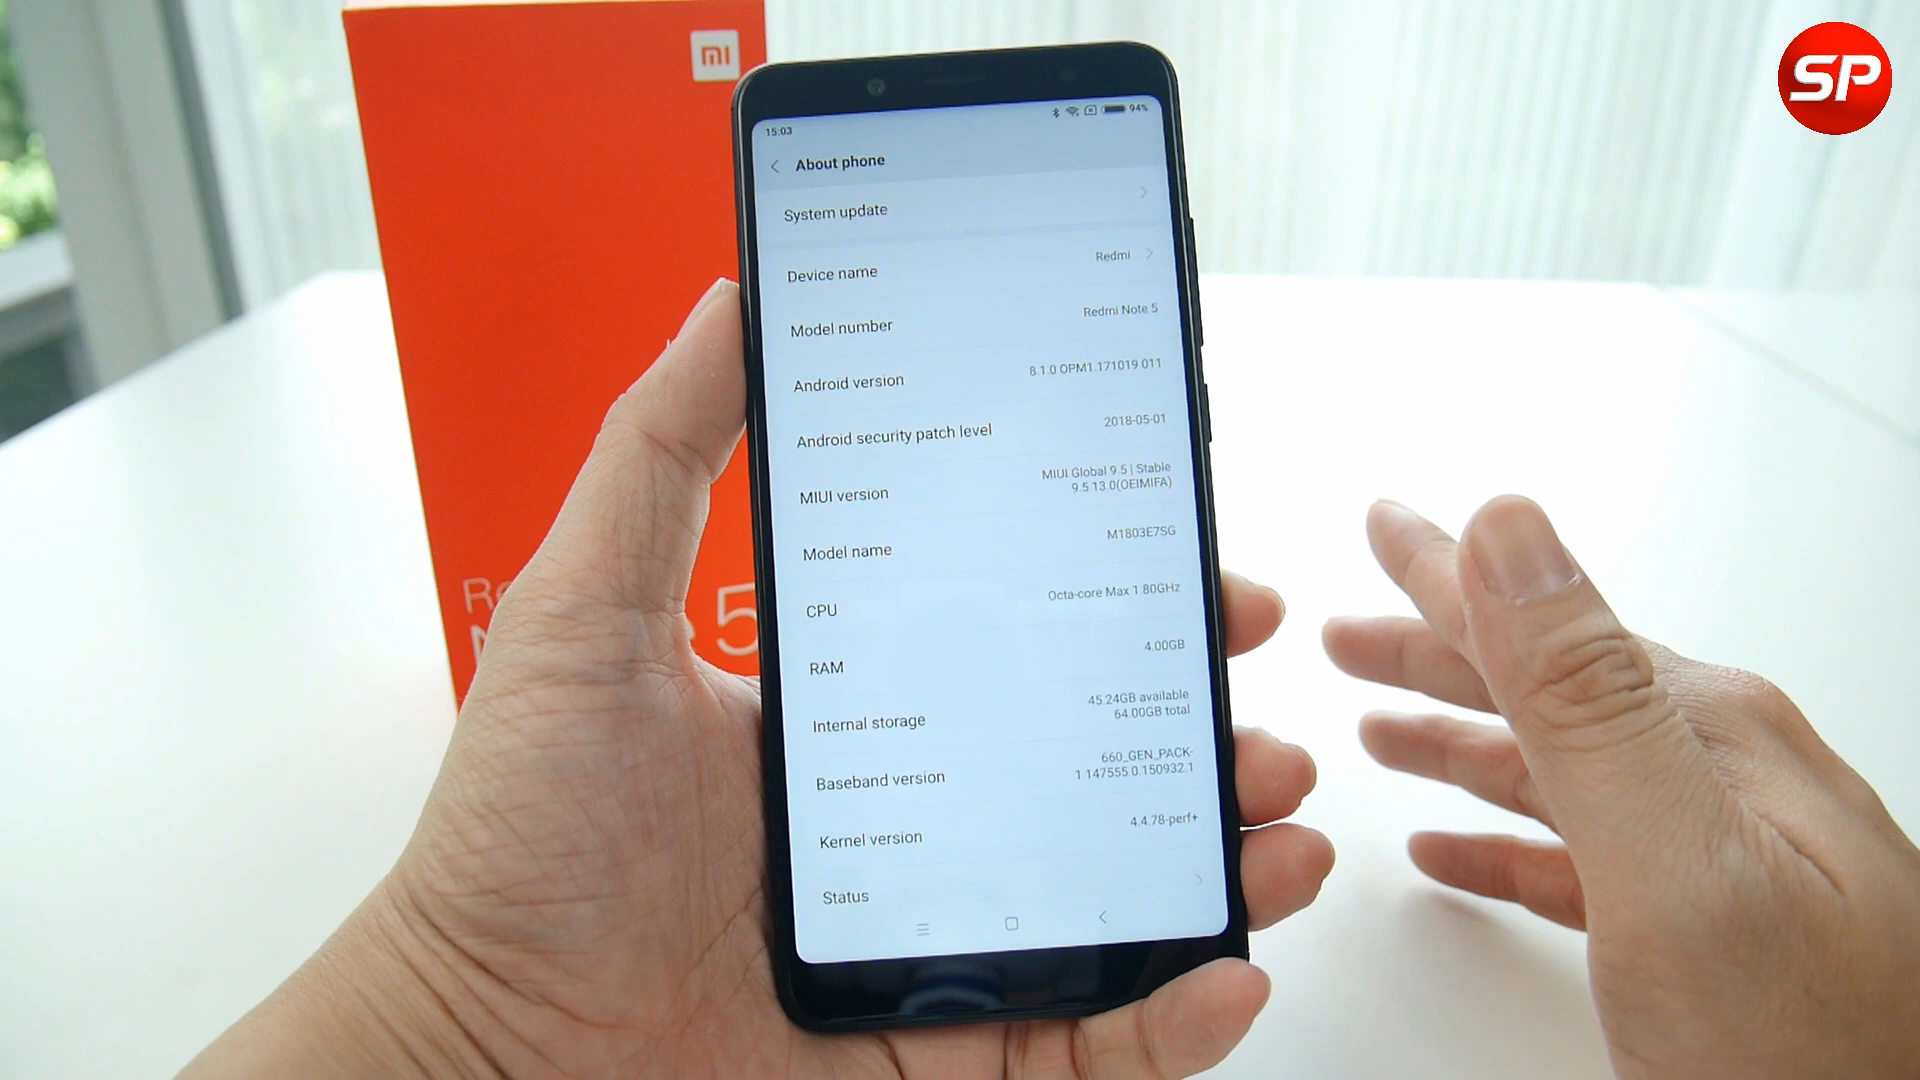 SP
mi
15:03
94%
About phone
System update
Device name Redmi
Model number Redmi Note 5
Android version 8.1.0 OPM1.171019.011
Android security patch level 2018-05-01
MIUI version MIUI Global 9.5 | Stable
9.5.13.0(OEIMIFA)
Model name M1803E7SG
CPU Octa-core Max 1.80GHz
RAM 4.00GB
Internal storage 45.24GB available
64.00GB total
Baseband version 660_GEN_PACK-
1.147555.0.150932.1
Kernel version 4.4.78-perf+
Status
5